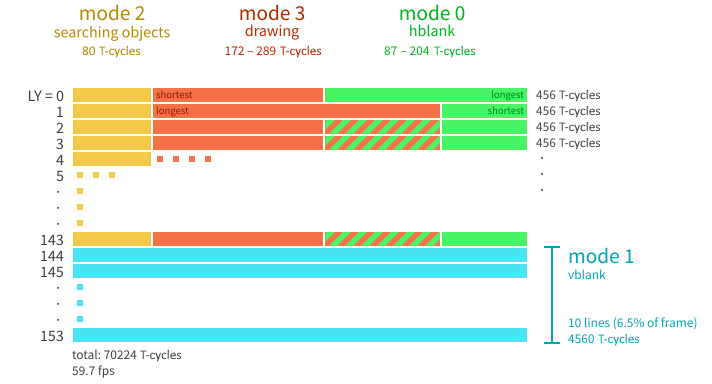 mode 2
searching objects
80 T-cycles
mode 3
drawing
172 – 289 T-cycles
mode 0
hblank
87 – 204 T-cycles
LY = 0 shortest longest 456 T-cycles
1 longest shortest 456 T-cycles
2 456 T-cycles
3 456 T-cycles
4
5
143
144
145
153
mode 1
vblank
10 lines (6.5% of frame)
4560 T-cycles
total: 70224 T-cycles
59.7 fps